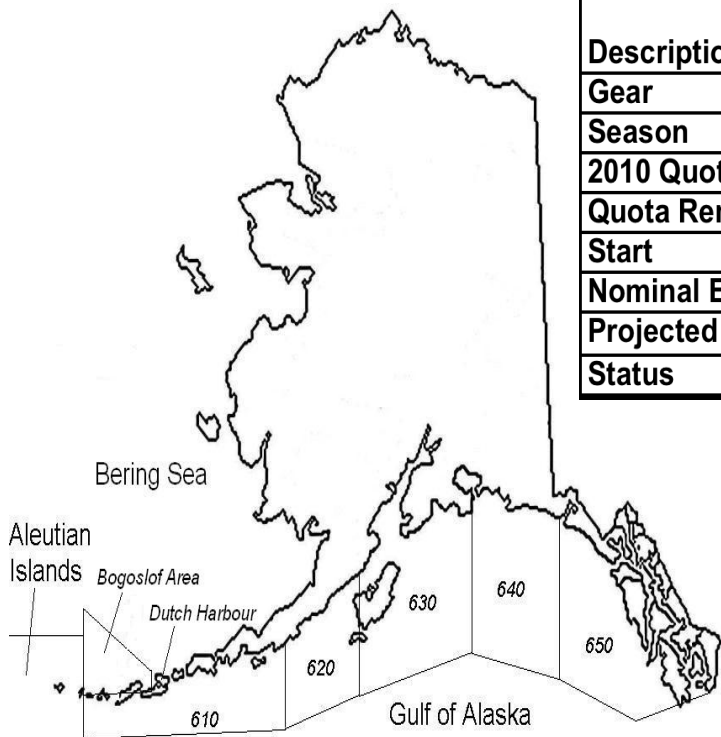 Descriptio
Gear
Season
2010 Quot
Quota Rer
Start
Nominal E
Projected
Status
Bering Sea
Aleutian
Islands
Bogoslof Area
Dutch Harbour
610
620
630
640
650
Gulf of Alaska